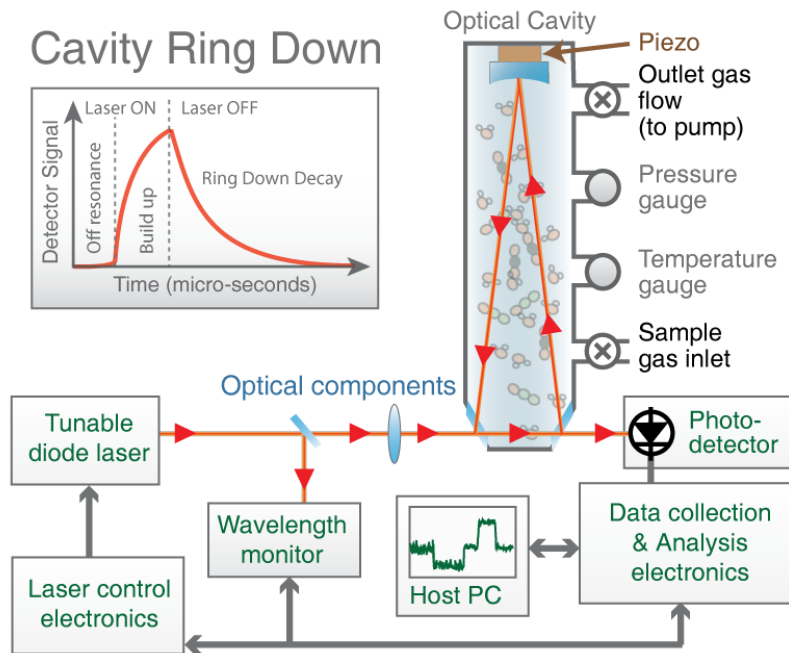 Cavity Ring Down
Laser ON
Laser OFF
Detector Signal
Off resonance
Build up
Ring Down Decay
Time (micro-seconds)
Optical Cavity
Piezo
Outlet gas
flow
(to pump)
Pressure
gauge
Temperature
gauge
Sample
gas inlet
Optical components
Tunable
diode laser
Photo-
detector
Wavelength
monitor
Host PC
Data collection
& Analysis
electronics
Laser control
electronics